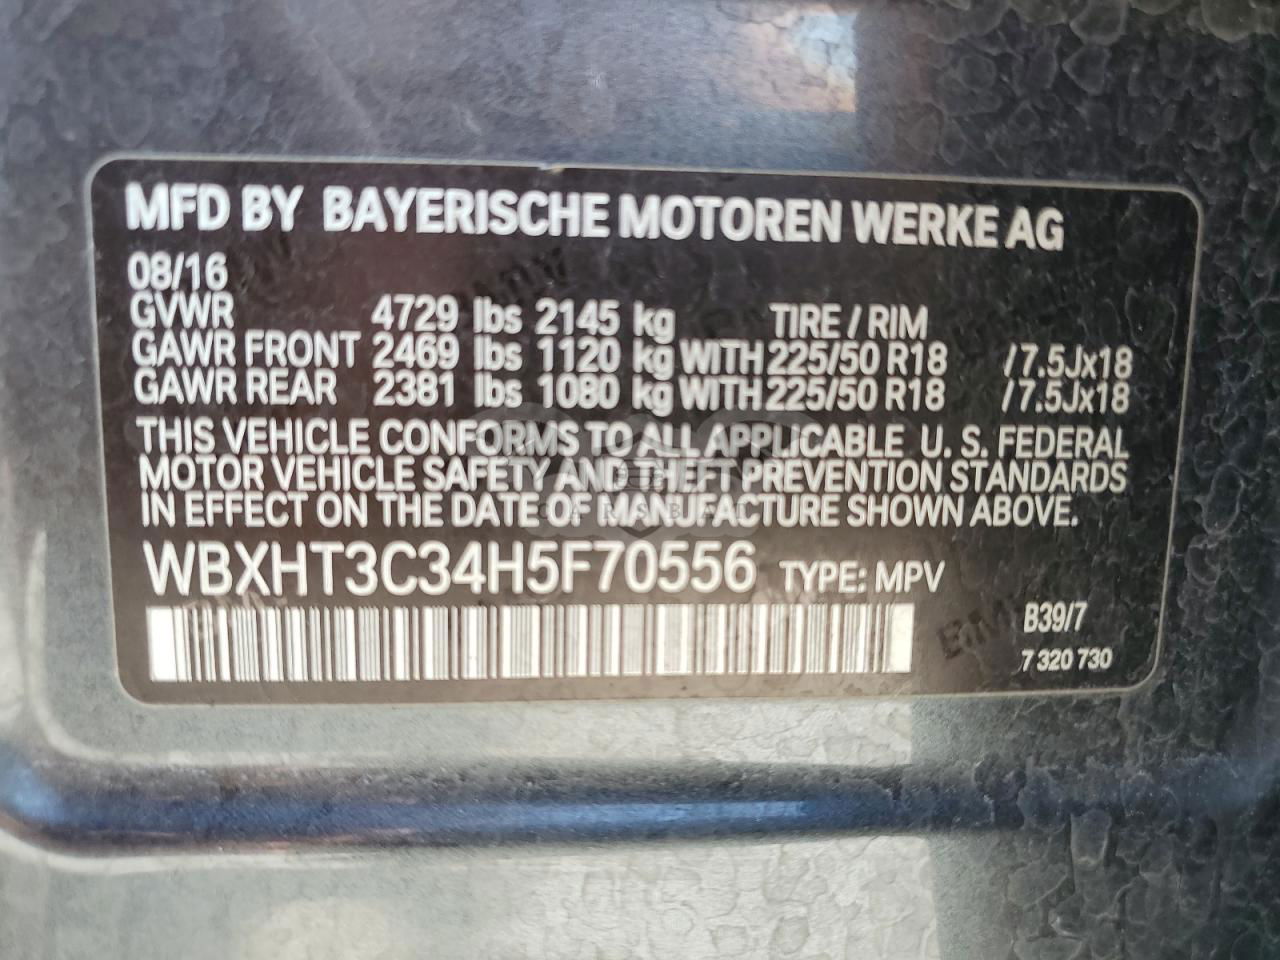 MFD BY BAYERISCHE MOTOREN WERKE AG
08/16
GVWR 4729 lbs 2145 kg TIRE / RIM
GAWR FRONT 2469 lbs 1120 kg WITH 225/50 R18 /7.5Jx18
GAWR REAR 2381 lbs 1080 kg WITH 225/50 R18 /7.5Jx18
THIS VEHICLE CONFORMS TO ALL APPLICABLE U. S. FEDERAL
MOTOR VEHICLE SAFETY AND THEFT PREVENTION STANDARDS
IN EFFECT ON THE DATE OF MANUFACTURE SHOWN ABOVE.
CARSBAT
WBXHT3C34H5F70556 TYPE: MPV
B39/7
7 320 730